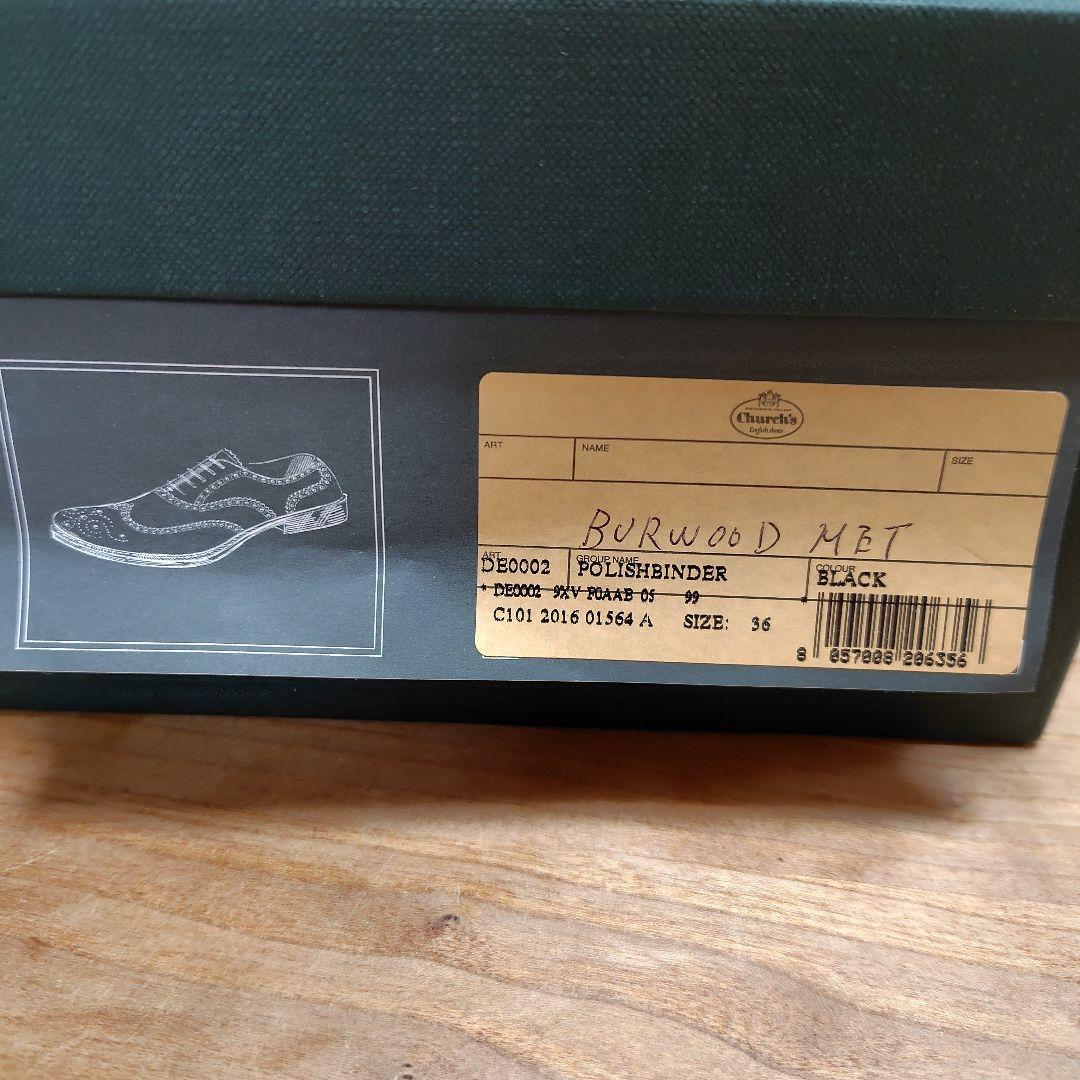 Church's
English shoes
ART NAME SIZE
BURWOOD MET
ART GROUP NAME COLOUR
DE0002 POLISHBINDER BLACK
* DE0002 9XV F0AAB 05 99 *
C101 2016 01564 A SIZE: 36
8 057008 206356